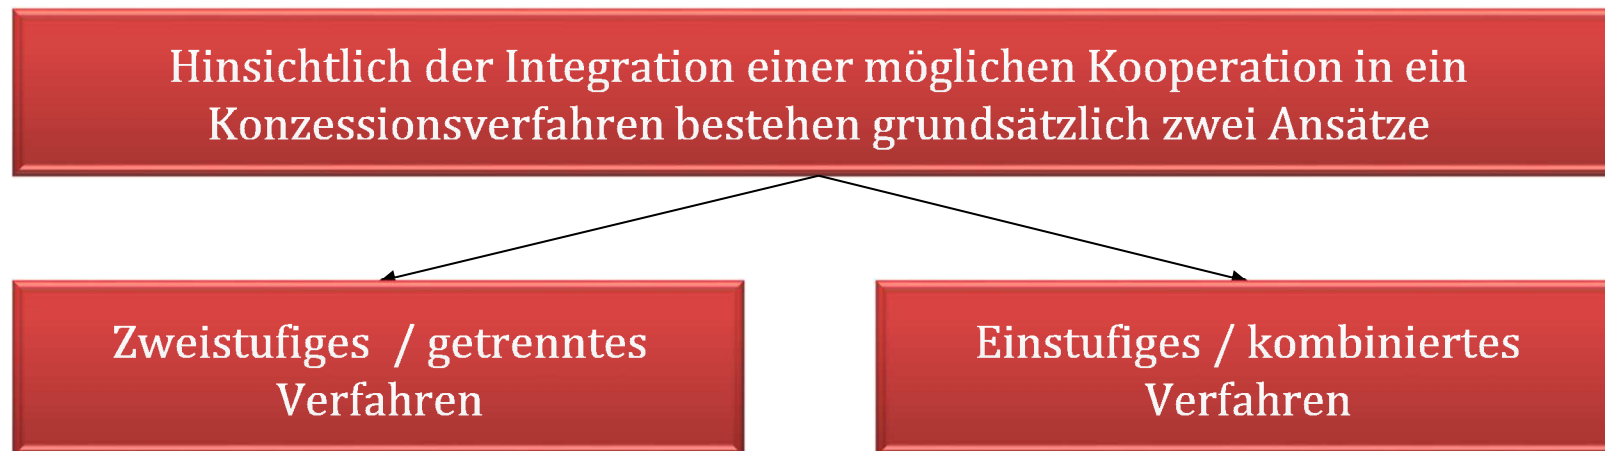 Hinsichtlich der Integration einer möglichen Kooperation in ein
Konzessionsverfahren bestehen grundsätzlich zwei Ansätze
Zweistufiges / getrenntes
Verfahren
Einstufiges / kombiniertes
Verfahren